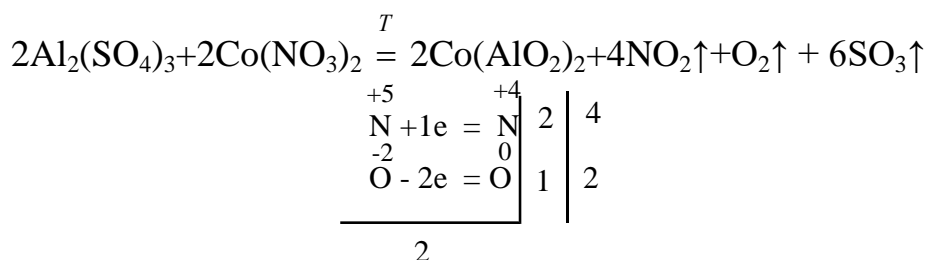 T
2Al₂(SO₄)₃+2Co(NO₃)₂ = 2Co(AlO₂)₂+4NO₂↑+O₂↑ + 6SO₃↑
+5 +4
N +1e = N 2 4
-2 0
O - 2e = O 1 2
2